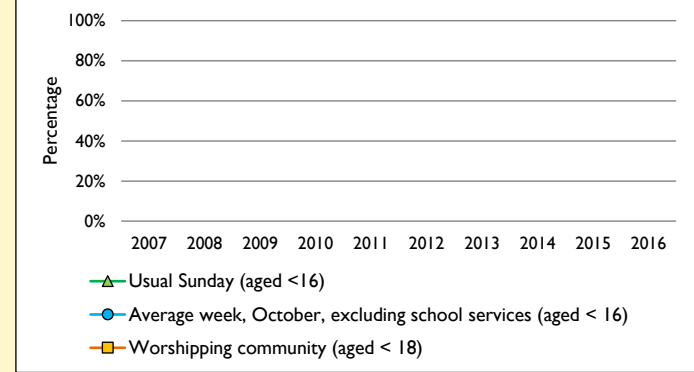 100%
80%
60%
40%
20%
0%
Percentage
2007 2008 2009 2010 2011 2012 2013 2014 2015 2016
Usual Sunday (aged <16)
Average week, October, excluding school services (aged < 16)
Worshipping community (aged < 18)